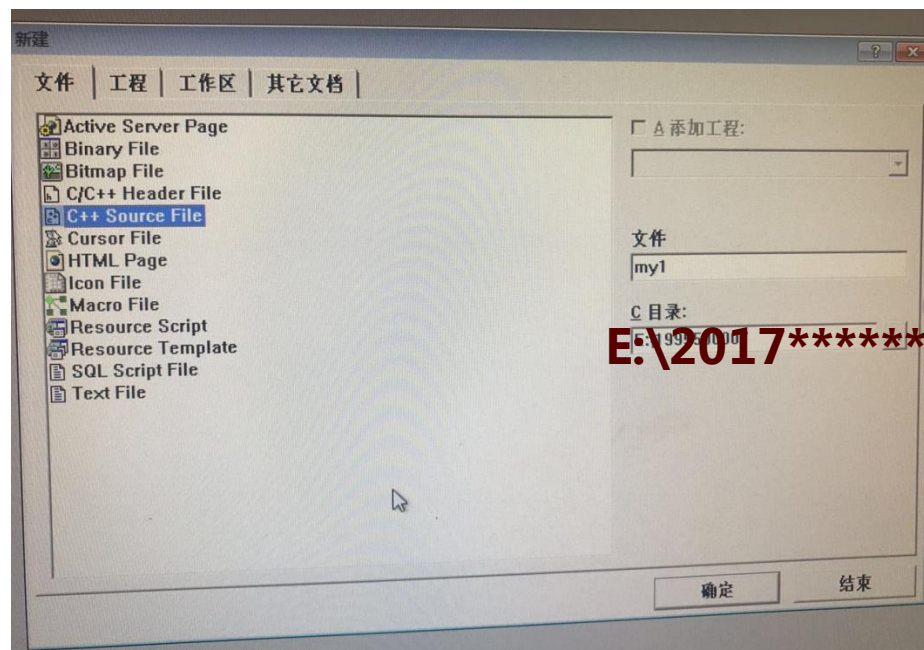 新建
文件 工程 工作区 其它文档
Active Server Page
Binary File
Bitmap File
C/C++ Header File
C++ Source File
Cursor File
HTML Page
Icon File
Macro File
Resource Script
Resource Template
SQL Script File
Text File
A 添加工程:
文件
my1
C 目录:
E:\2017******
确定 结束